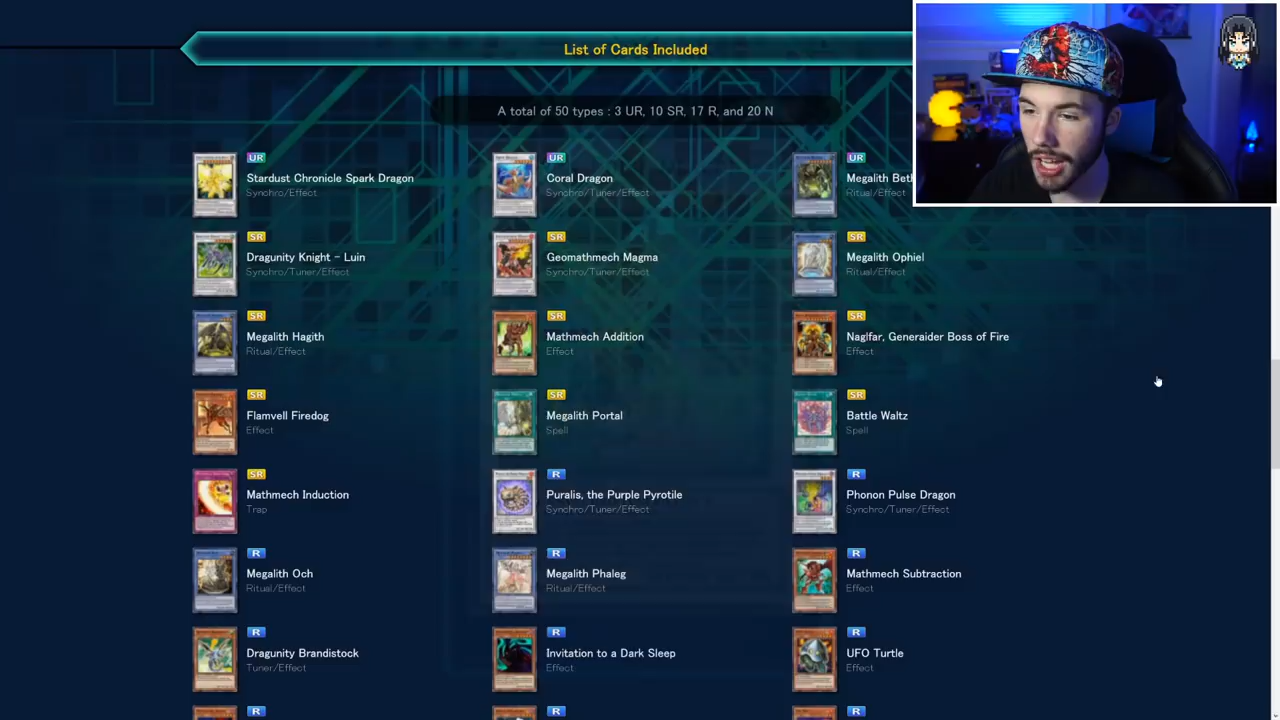 List of Cards Included
A total of 50 types : 3 UR, 10 SR, 17 R, and 20 N
UR
Stardust Chronicle Spark Dragon
Synchro/Effect
UR
Coral Dragon
Synchro/Tuner/Effect
UR
Megalith
Ritual/Effect
SR
Dragunity Knight - Luin
Synchro/Tuner/Effect
SR
Geomathmech Magma
Synchro/Tuner/Effect
SR
Megalith Ophiel
Ritual/Effect
SR
Megalith Hagith
Ritual/Effect
SR
Mathmech Addition
Effect
SR
Naglfar, Generaider Boss of Fire
Effect
SR
Flamvell Firedog
Effect
SR
Megalith Portal
Spell
SR
Battle Waltz
Spell
SR
Mathmech Induction
Trap
R
Puralis, the Purple Pyrotile
Synchro/Tuner/Effect
R
Phonon Pulse Dragon
Synchro/Tuner/Effect
R
Megalith Och
Ritual/Effect
R
Megalith Phaleg
Ritual/Effect
R
Mathmech Subtraction
Effect
R
Dragunity Brandistock
Tuner/Effect
R
Invitation to a Dark Sleep
Effect
R
UFO Turtle
Effect
R
R
R